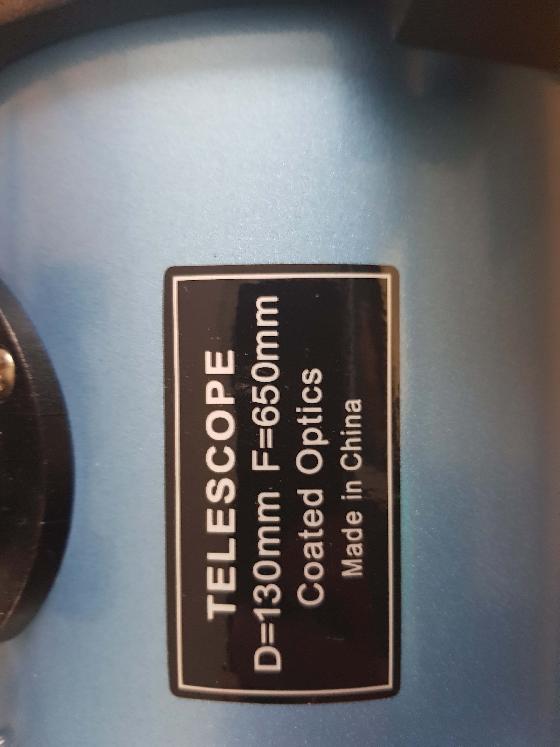 TELESCOPE
D=130mm F=650mm
Coated Optics
Made in China